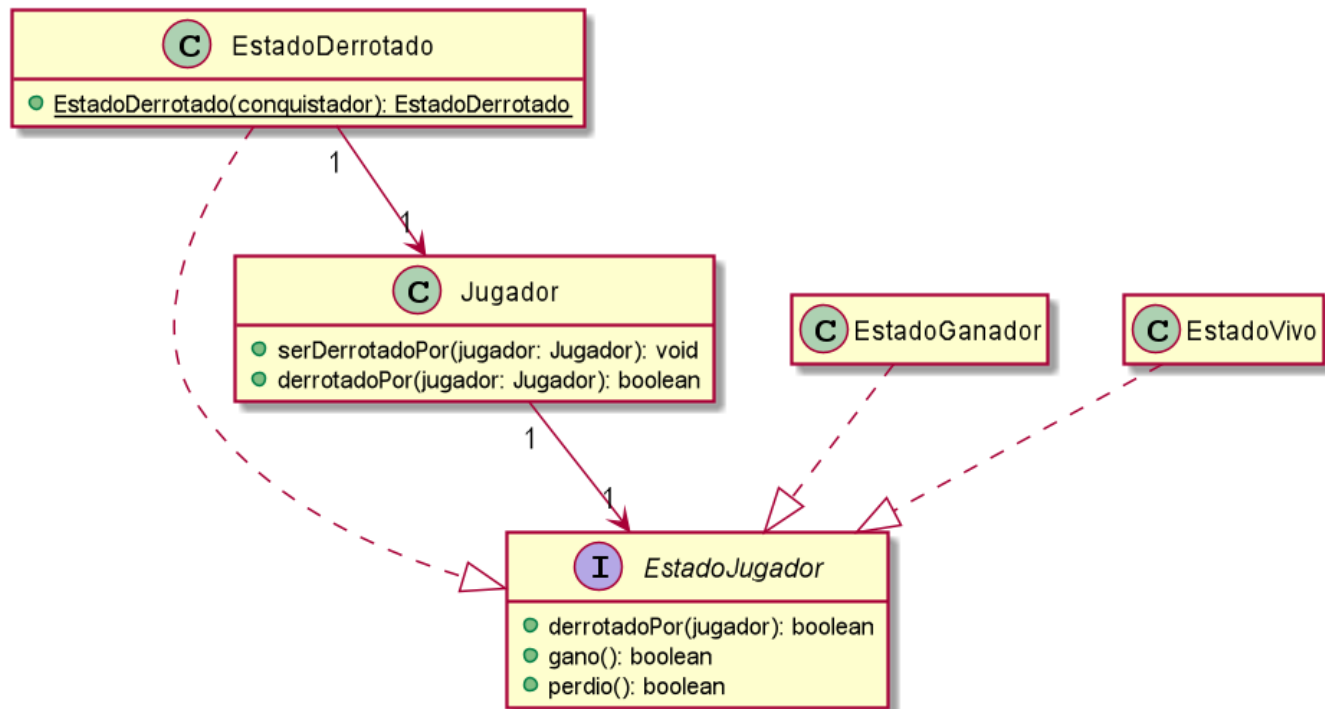 C EstadoDerrotado
EstadoDerrotado(conquistador): EstadoDerrotado
1
1
C Jugador
serDerrotadoPor(jugador: Jugador): void
derrotadoPor(jugador: Jugador): boolean
C EstadoGanador
C EstadoVivo
1
1
I EstadoJugador
derrotadoPor(jugador): boolean
gano(): boolean
perdio(): boolean